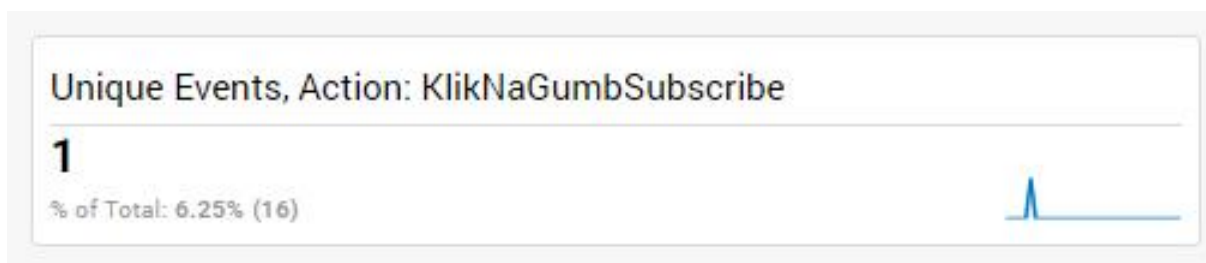 Unique Events, Action: KlikNaGumbSubscribe
1
% of Total: 6.25% (16)